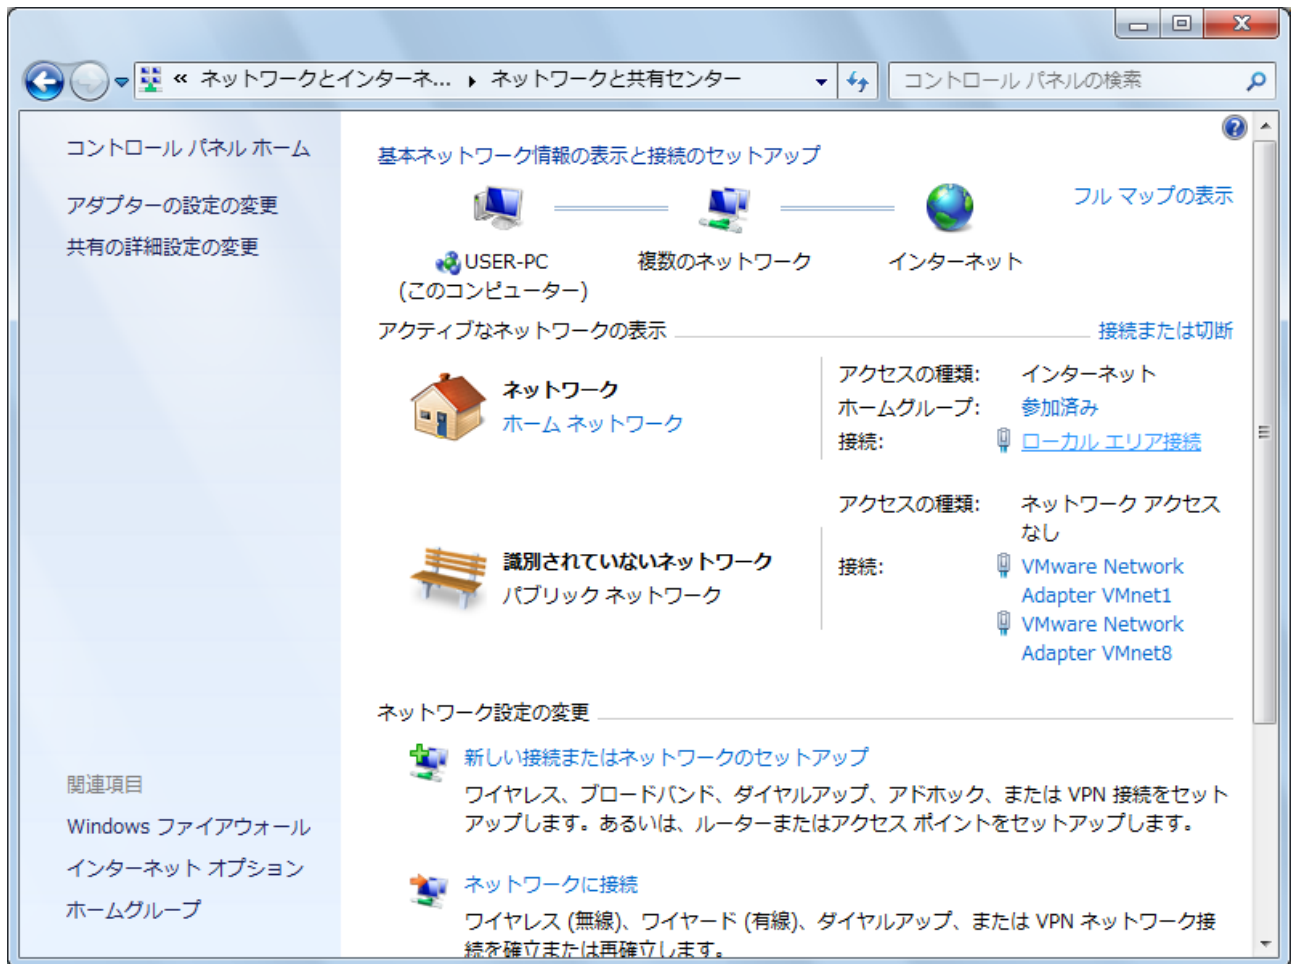 « ネットワークとインターネ... ▸ ネットワークと共有センター
コントロール パネルの検索
コントロール パネル ホーム
アダプターの設定の変更
共有の詳細設定の変更
基本ネットワーク情報の表示と接続のセットアップ
フル マップの表示
USER-PC
(このコンピューター)
複数のネットワーク
インターネット
アクティブなネットワークの表示
接続または切断
ネットワーク
ホーム ネットワーク
アクセスの種類: インターネット
ホームグループ: 参加済み
接続: ローカル エリア接続
識別されていないネットワーク
パブリック ネットワーク
アクセスの種類: ネットワーク アクセス
なし
接続: VMware Network
Adapter VMnet1
VMware Network
Adapter VMnet8
ネットワーク設定の変更
新しい接続またはネットワークのセットアップ
ワイヤレス、ブロードバンド、ダイヤルアップ、アドホック、または VPN 接続をセット
アップします。あるいは、ルーターまたはアクセス ポイントをセットアップします。
ネットワークに接続
ワイヤレス (無線)、ワイヤード (有線)、ダイヤルアップ、または VPN ネットワーク接
続を確立または再確立します。
関連項目
Windows ファイアウォール
インターネット オプション
ホームグループ